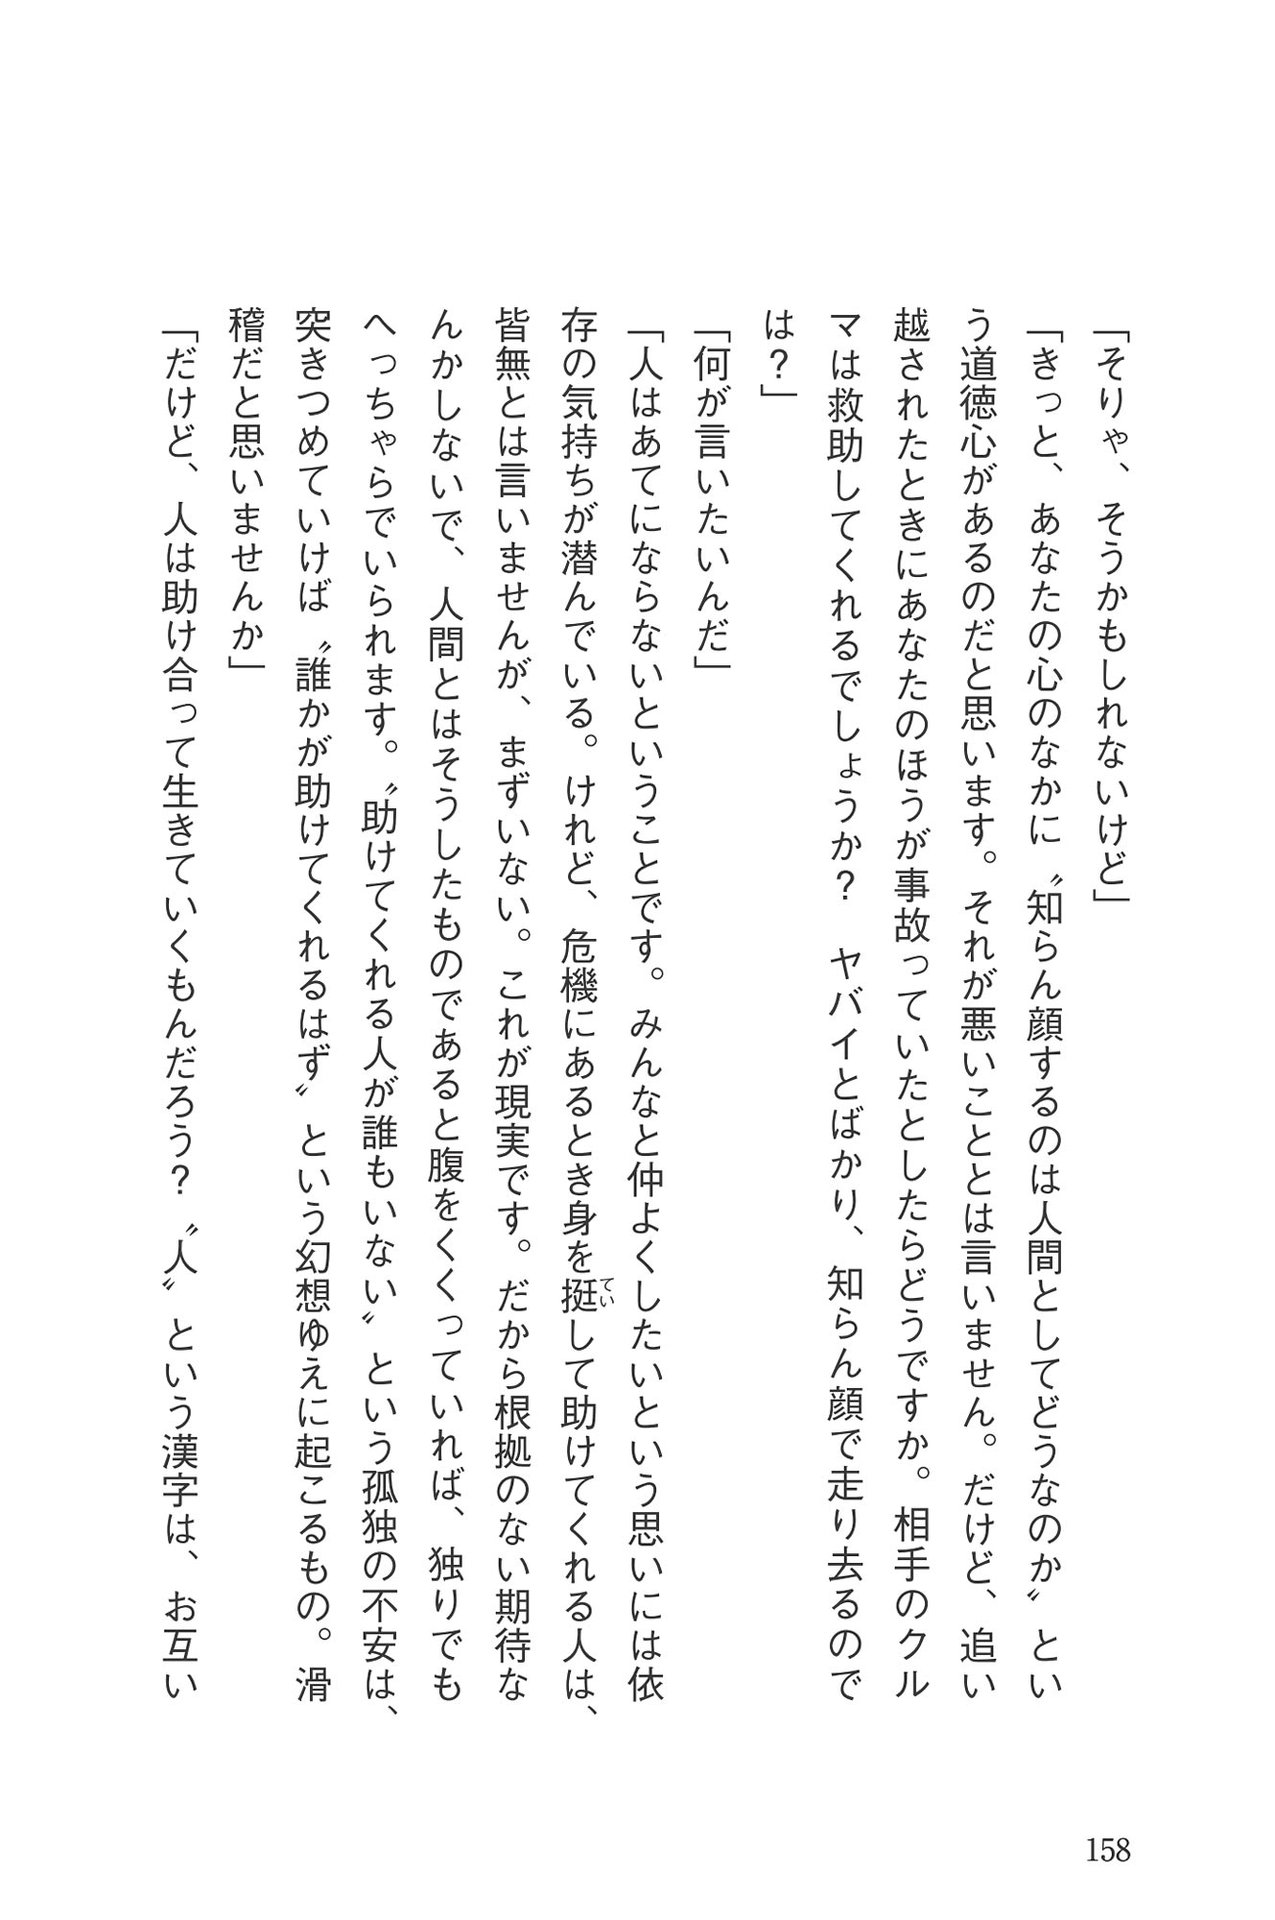 「そりゃ、そうかもしれないけど」
「きっと、あなたの心のなかに〝知らん顔するのは人間としてどうなのか〟とい
う道徳心があるのだと思います。それが悪いこととは言いません。だけど、追い
越されたときにあなたのほうが事故っていたとしたらどうですか。相手のクル
マは救助してくれるでしょうか？　ヤバイとばかり、知らん顔で走り去るので
は？」
「何が言いたいんだ」
「人はあてにならないということです。みんなと仲よくしたいという思いには依
存の気持ちが潜んでいる。けれど、危機にあるとき身を挺てい して助けてくれる人は、
皆無とは言いませんが、まずいない。これが現実です。だから根拠のない期待な
んかしないで、人間とはそうしたものであると腹をくくっていれば、独りでも
へっちゃらでいられます。〝助けてくれる人が誰もいない〟という孤独の不安は、
突きつめていけば〝誰かが助けてくれるはず〟という幻想ゆえに起こるもの。滑
稽だと思いませんか」
「だけど、人は助け合って生きていくもんだろう？〝人〟という漢字は、お互い
158